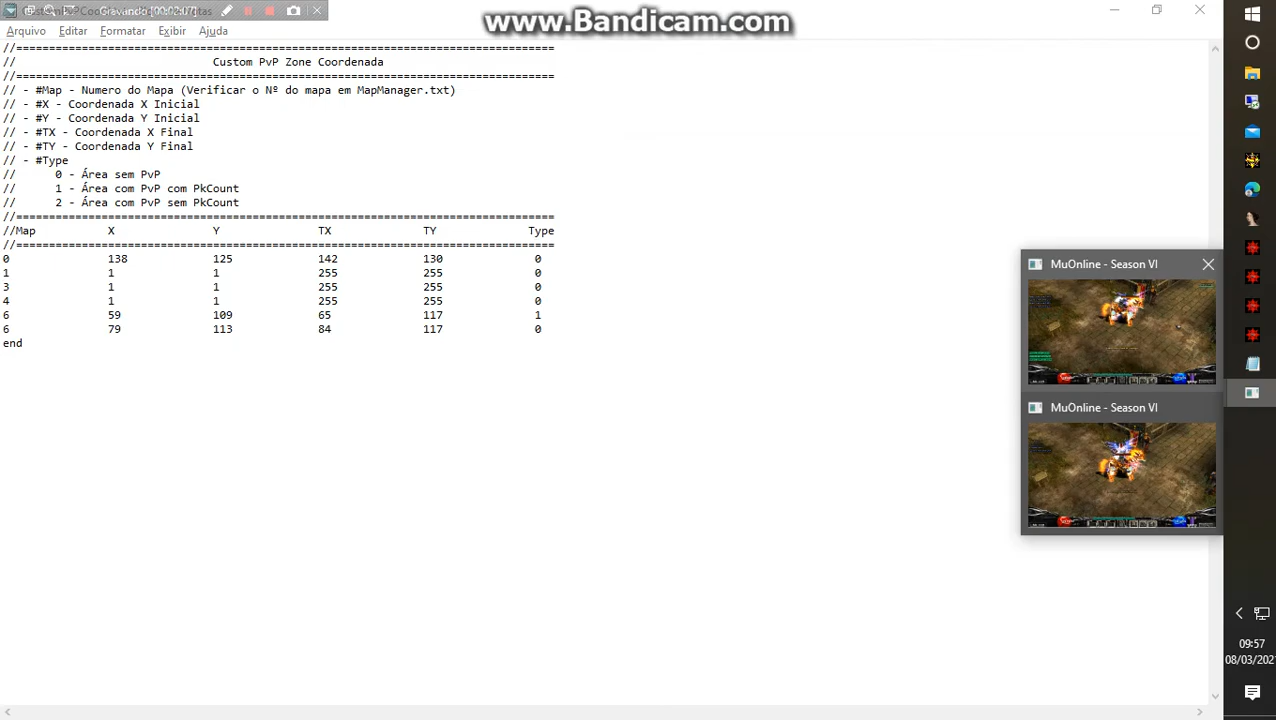 Gravando [00:02:07]
www.Bandicam.com
Arquivo Editar Formatar Exibir Ajuda
//===================================================================================
// Custom PvP Zone Coordenada
//===================================================================================
// - #Map - Numero do Mapa (Verificar o Nº do mapa em MapManager.txt)
// - #X - Coordenada X Inicial
// - #Y - Coordenada Y Inicial
// - #TX - Coordenada X Final
// - #TY - Coordenada Y Final
// - #Type
// 0 - Área sem PvP
// 1 - Área com PvP com PkCount
// 2 - Área com PvP sem PkCount
//===================================================================================
//Map X Y TX TY Type
//===================================================================================
0 138 125 142 130 0
1 1 1 255 255 0
3 1 1 255 255 0
4 1 1 255 255 0
6 59 109 65 117 1
6 79 113 84 117 0
end
MuOnline - Season VI
MuOnline - Season VI
09:57